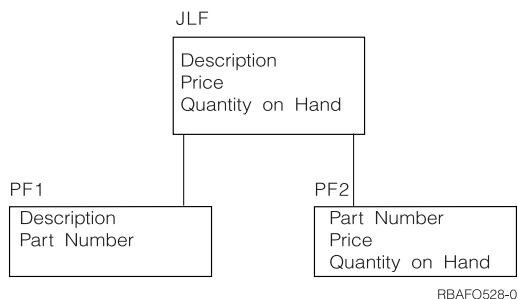 JLF
Description
Price
Quantity on Hand
PF1
Description
Part Number
PF2
Part Number
Price
Quantity on Hand
RBAFO528-0